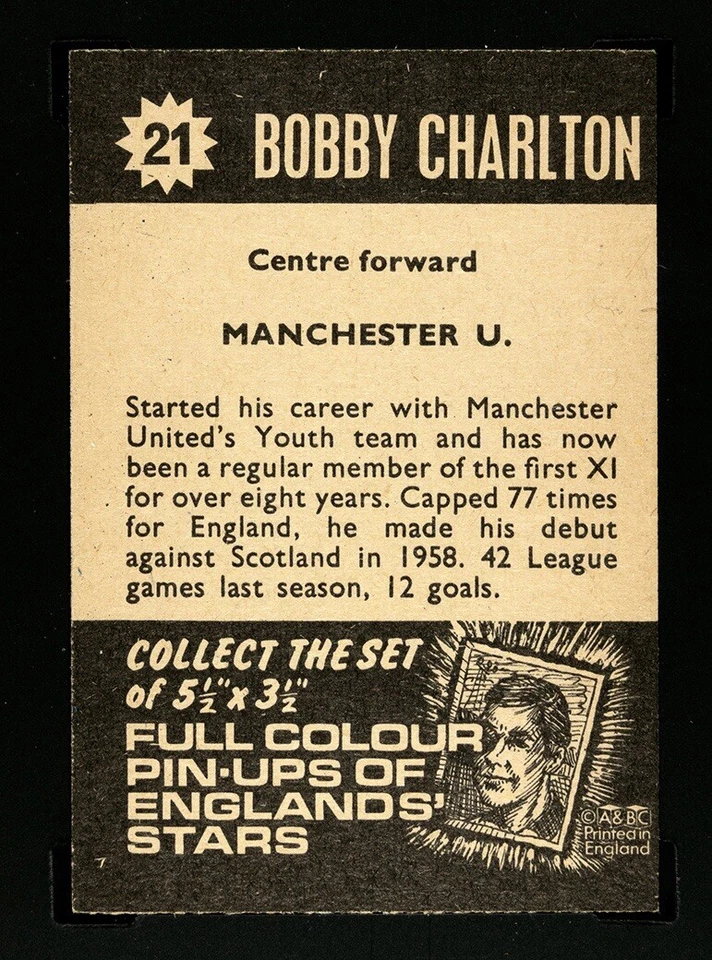 21 BOBBY CHARLTON
Centre forward
MANCHESTER U.
Started his career with Manchester
United's Youth team and has now
been a regular member of the first XI
for over eight years. Capped 77 times
for England, he made his debut
against Scotland in 1958. 42 League
games last season, 12 goals.
COLLECT THE SET
of 5½" x 3½"
FULL COLOUR
PIN-UPS OF
ENGLANDS'
STARS
© A&BC
Printed in
England